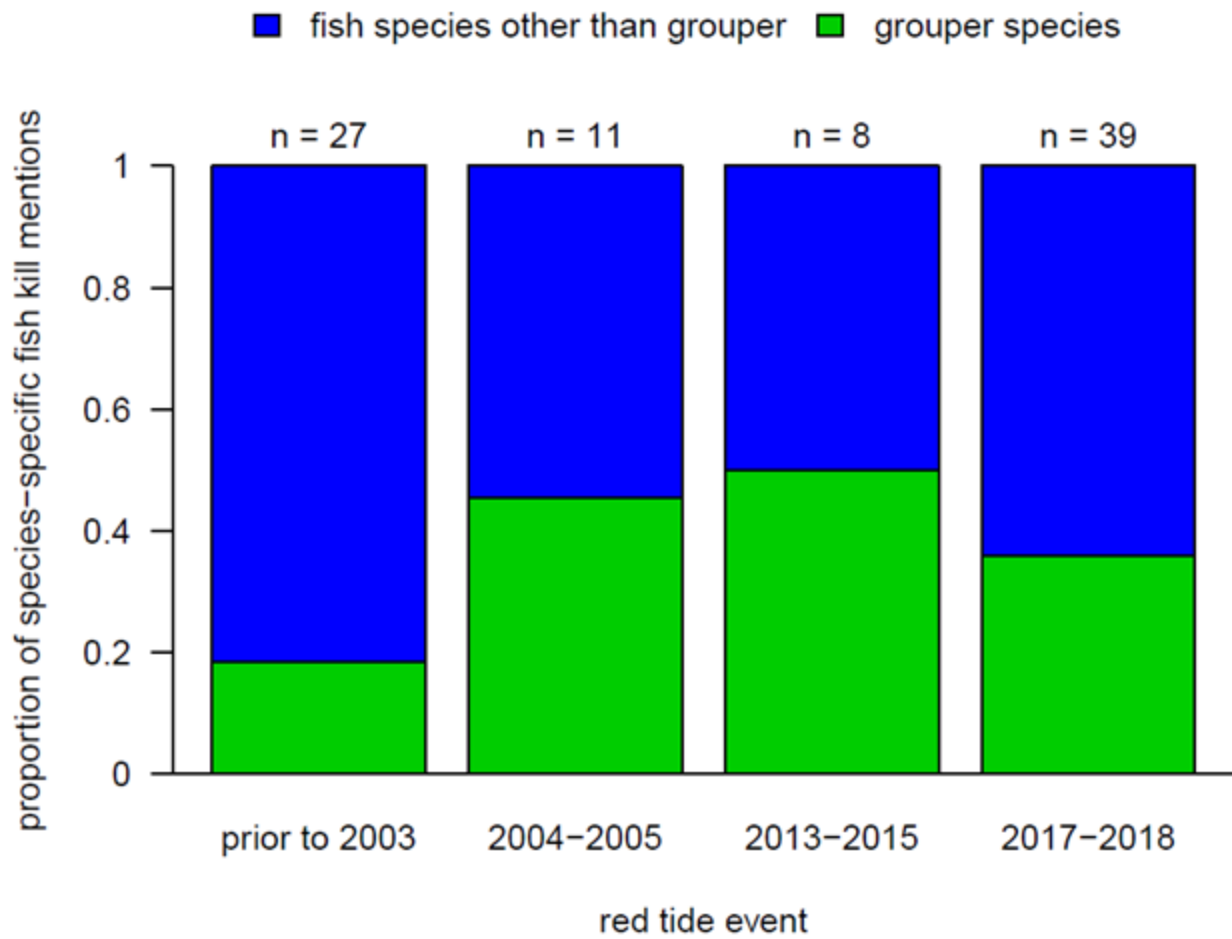 fish species other than grouper grouper species
n = 27 n = 11 n = 8 n = 39
proportion of species−specific fish kill mentions
1
0.8
0.6
0.4
0.2
0
prior to 2003 2004−2005 2013−2015 2017−2018
red tide event